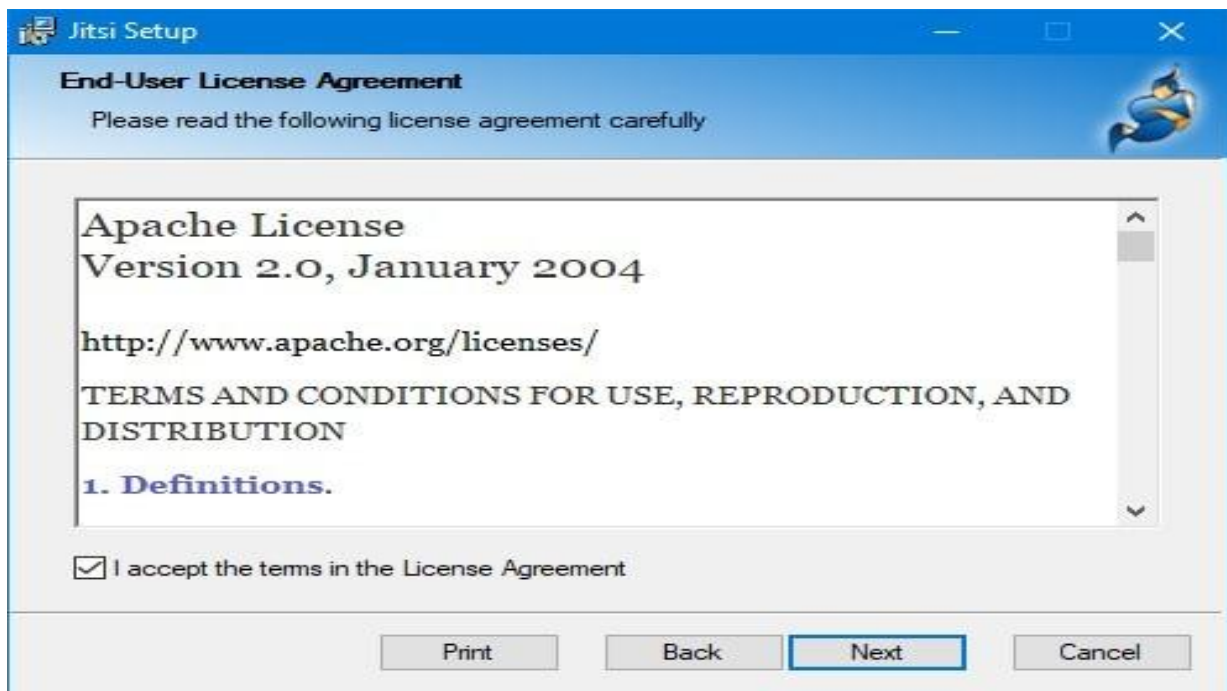 Jitsi Setup
End-User License Agreement
Please read the following license agreement carefully
Apache License
Version 2.0, January 2004
http://www.apache.org/licenses/
TERMS AND CONDITIONS FOR USE, REPRODUCTION, AND
DISTRIBUTION
1. Definitions.
I accept the terms in the License Agreement
Print Back Next Cancel